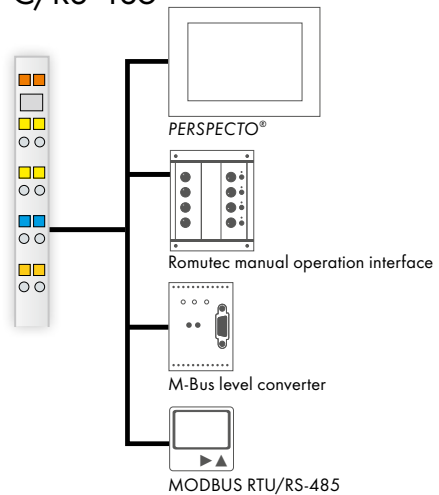 PERSPECTO®
Romutec manual operation interface
M-Bus level converter
MODBUS RTU/RS-485